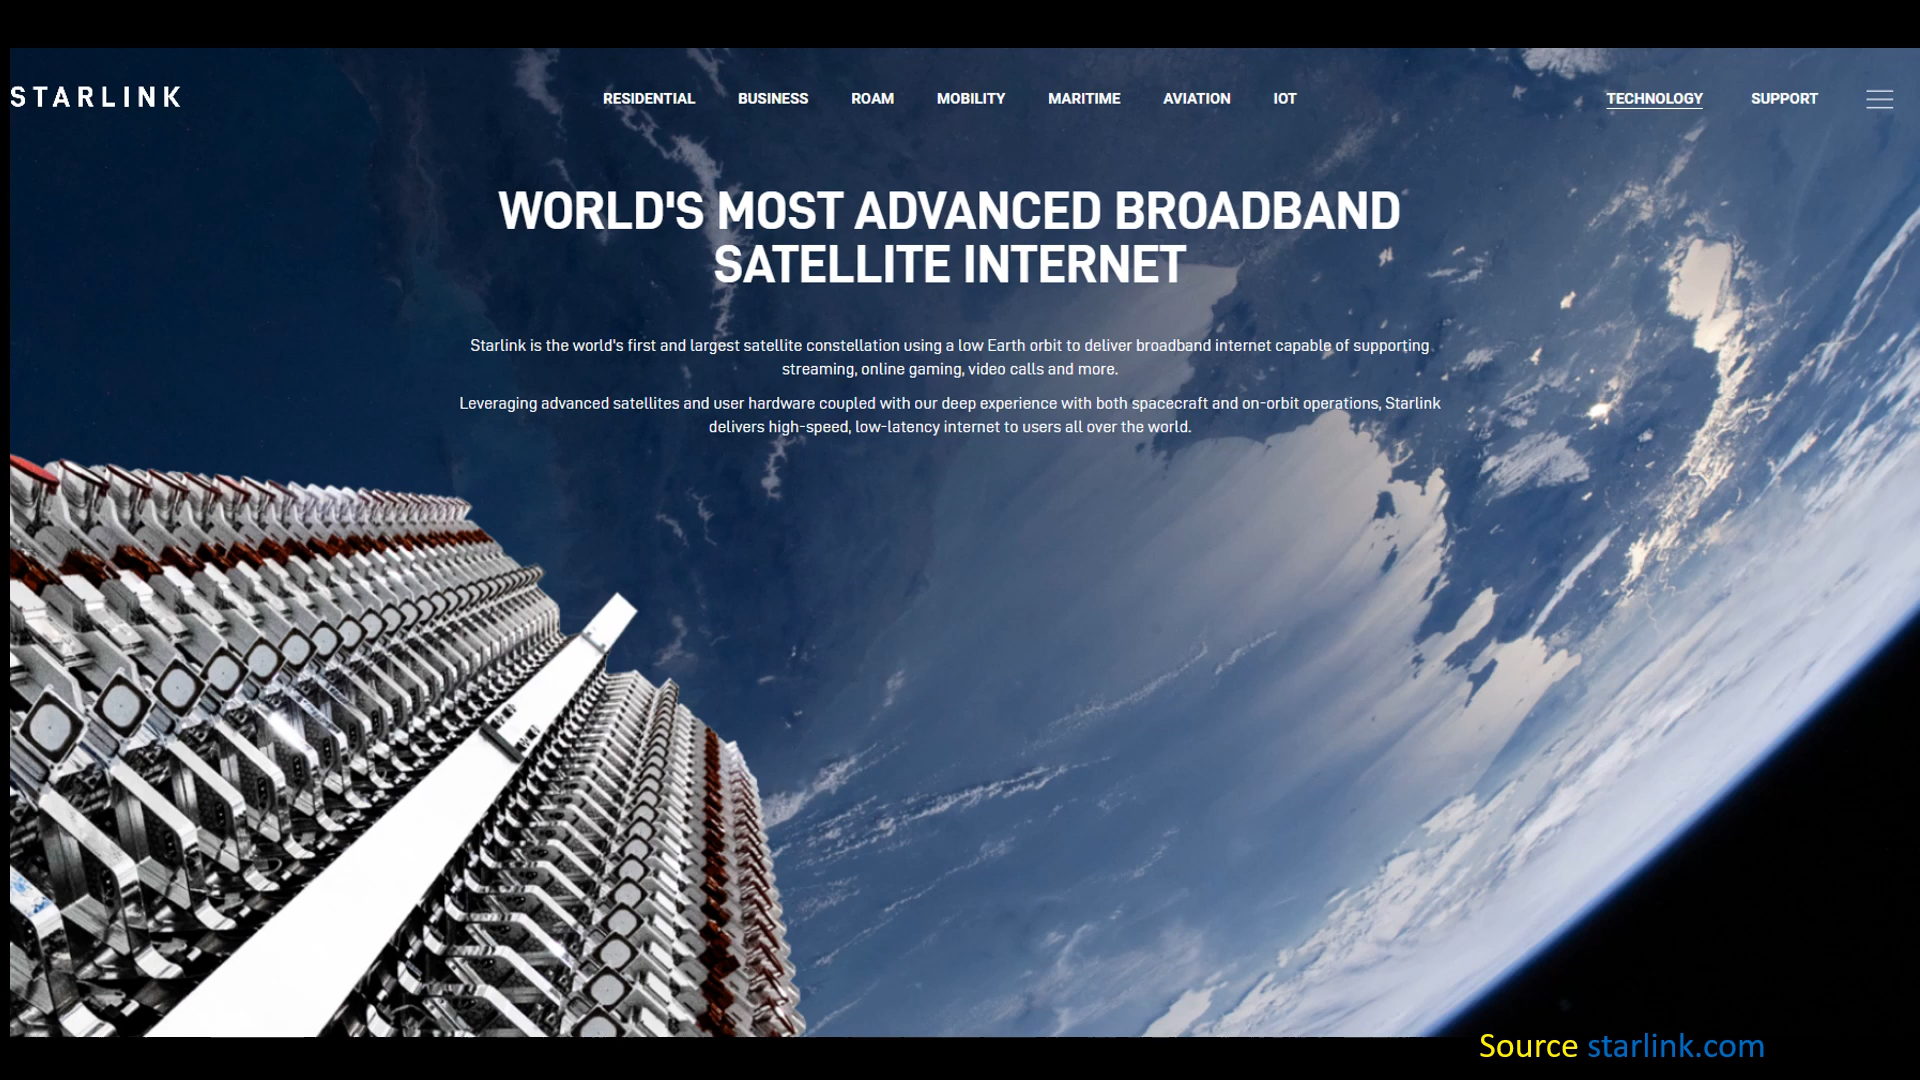 STARLINK
RESIDENTIAL BUSINESS ROAM MOBILITY MARITIME AVIATION IOT TECHNOLOGY SUPPORT
WORLD'S MOST ADVANCED BROADBAND
SATELLITE INTERNET
Starlink is the world's first and largest satellite constellation using a low Earth orbit to deliver broadband internet capable of supporting
streaming, online gaming, video calls and more.
Leveraging advanced satellites and user hardware coupled with our deep experience with both spacecraft and on-orbit operations, Starlink
delivers high-speed, low-latency internet to users all over the world.
Source starlink.com